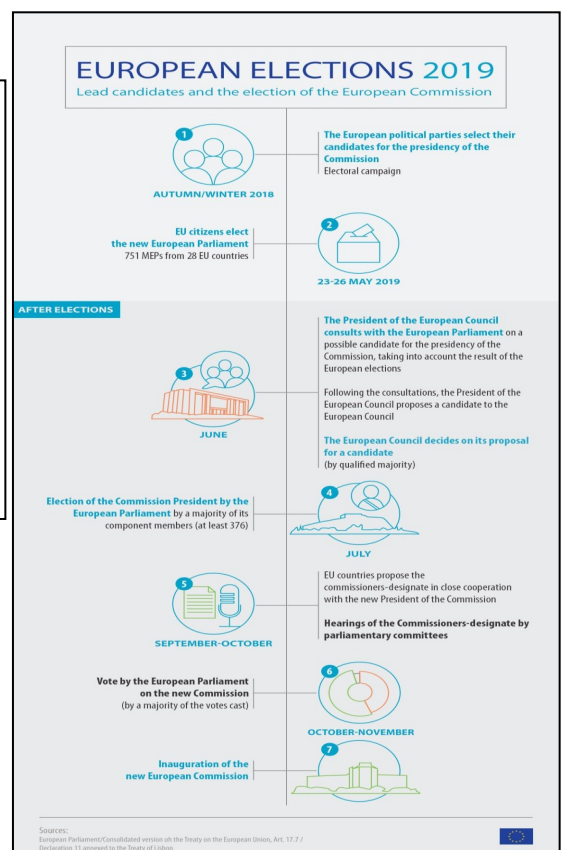 EUROPEAN ELECTIONS 2019
Lead candidates and the election of the European Commission
1
AUTUMN/WINTER 2018
The European political parties select their
candidates for the presidency of the
Commission
Electoral campaign
EU citizens elect
the new European Parliament
751 MEPs from 28 EU countries
2
23-26 MAY 2019
AFTER ELECTIONS
3
JUNE
The President of the European Council
consults with the European Parliament on a
possible candidate for the presidency of the
Commission, taking into account the result of the
European elections
Following the consultations, the President of the
European Council proposes a candidate to the
European Council
The European Council decides on its proposal
for a candidate
(by qualified majority)
Election of the Commission President by the
European Parliament by a majority of its
component members (at least 376)
4
JULY
5
SEPTEMBER-OCTOBER
EU countries propose the
commissioners-designate in close cooperation
with the new President of the Commission
Hearings of the Commissioners-designate by
parliamentary committees
Vote by the European Parliament
on the new Commission
(by a majority of the votes cast)
6
OCTOBER-NOVEMBER
Inauguration of the
new European Commission
7
Sources:
European Parliament/Consolidated version oh the Treaty on the European Union, Art. 17.7 /
Declaration 11 annexed to the Treaty of Lisbon